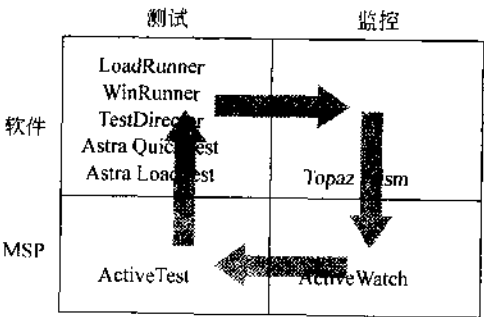 测试
监控
软件
LoadRunner
WinRunner
TestDirector
Astra QuickTest
Astra LoadTest
Topaz Prism
MSP
ActiveTest
ActiveWatch